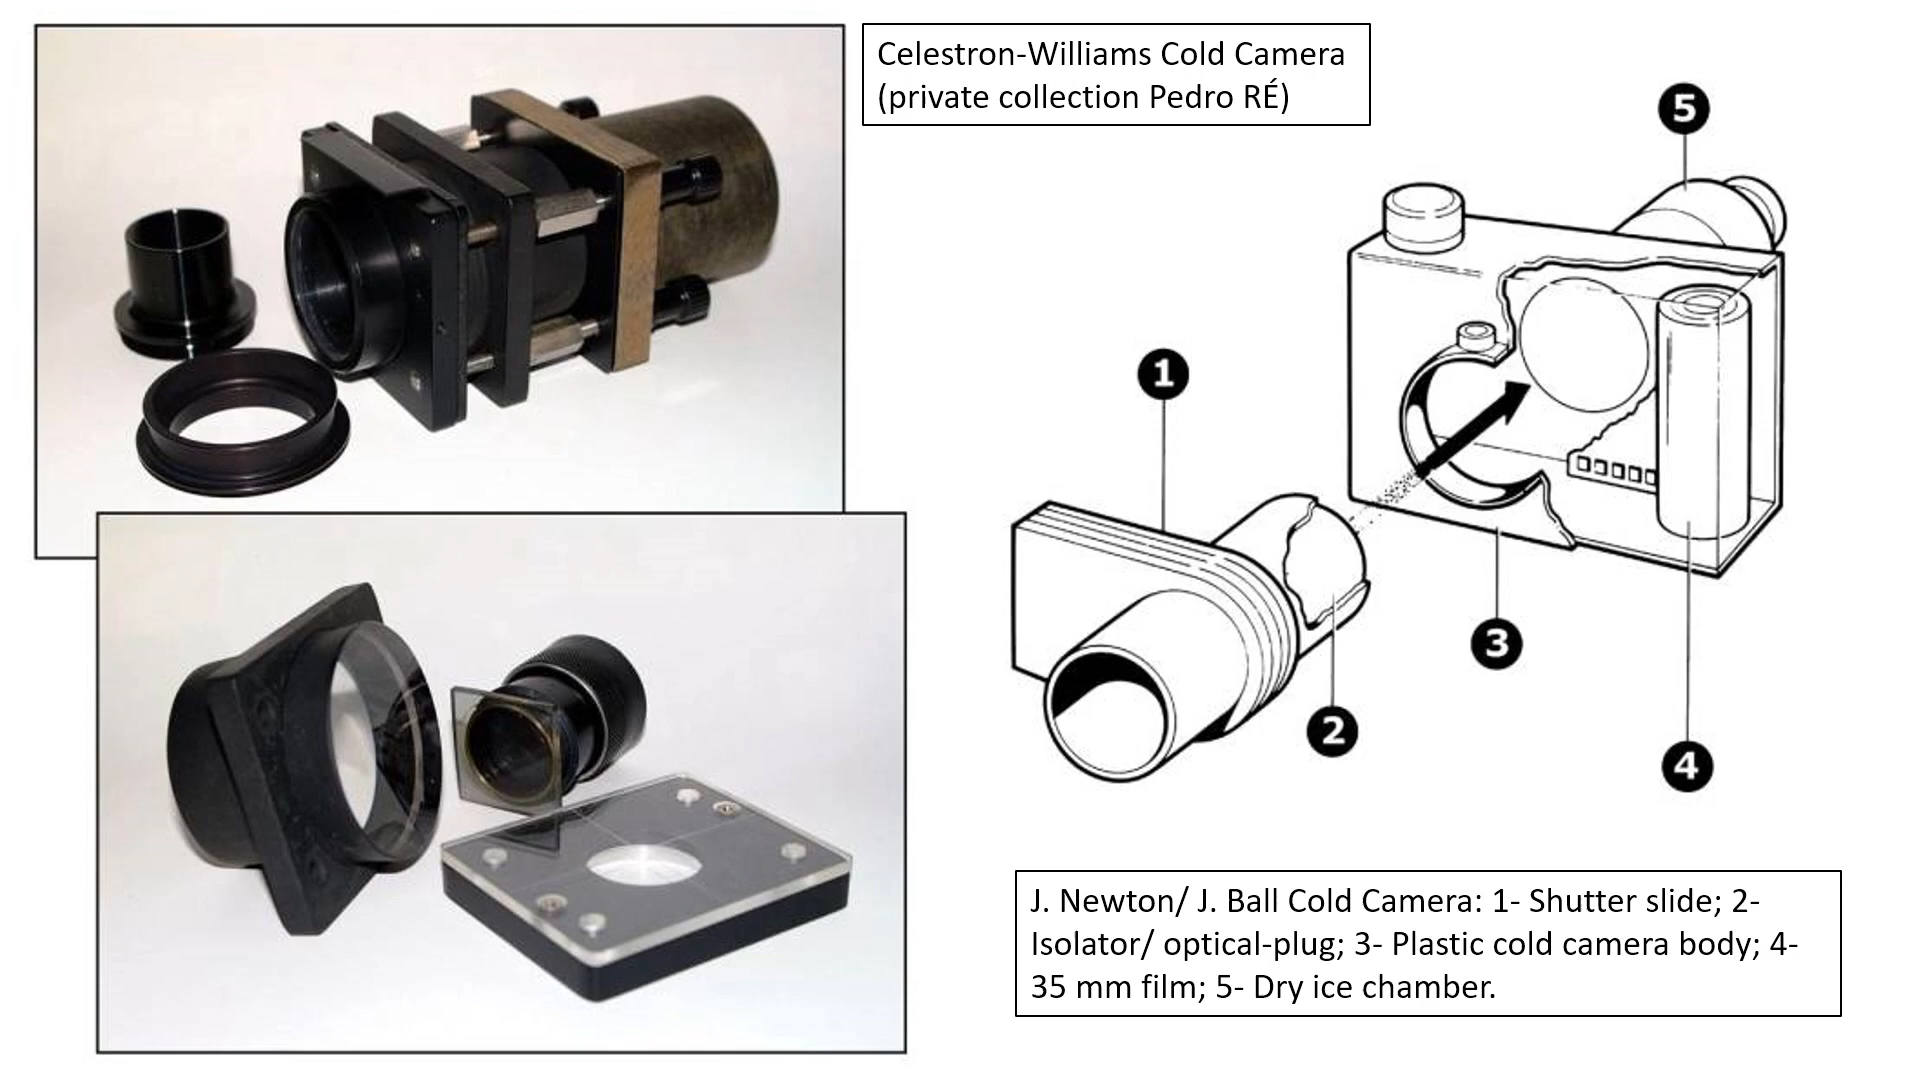 Celestron-Williams Cold Camera
(private collection Pedro RÉ)
5
1
3
2
4
J. Newton/ J. Ball Cold Camera: 1- Shutter slide; 2-
Isolator/ optical-plug; 3- Plastic cold camera body; 4-
35 mm film; 5- Dry ice chamber.